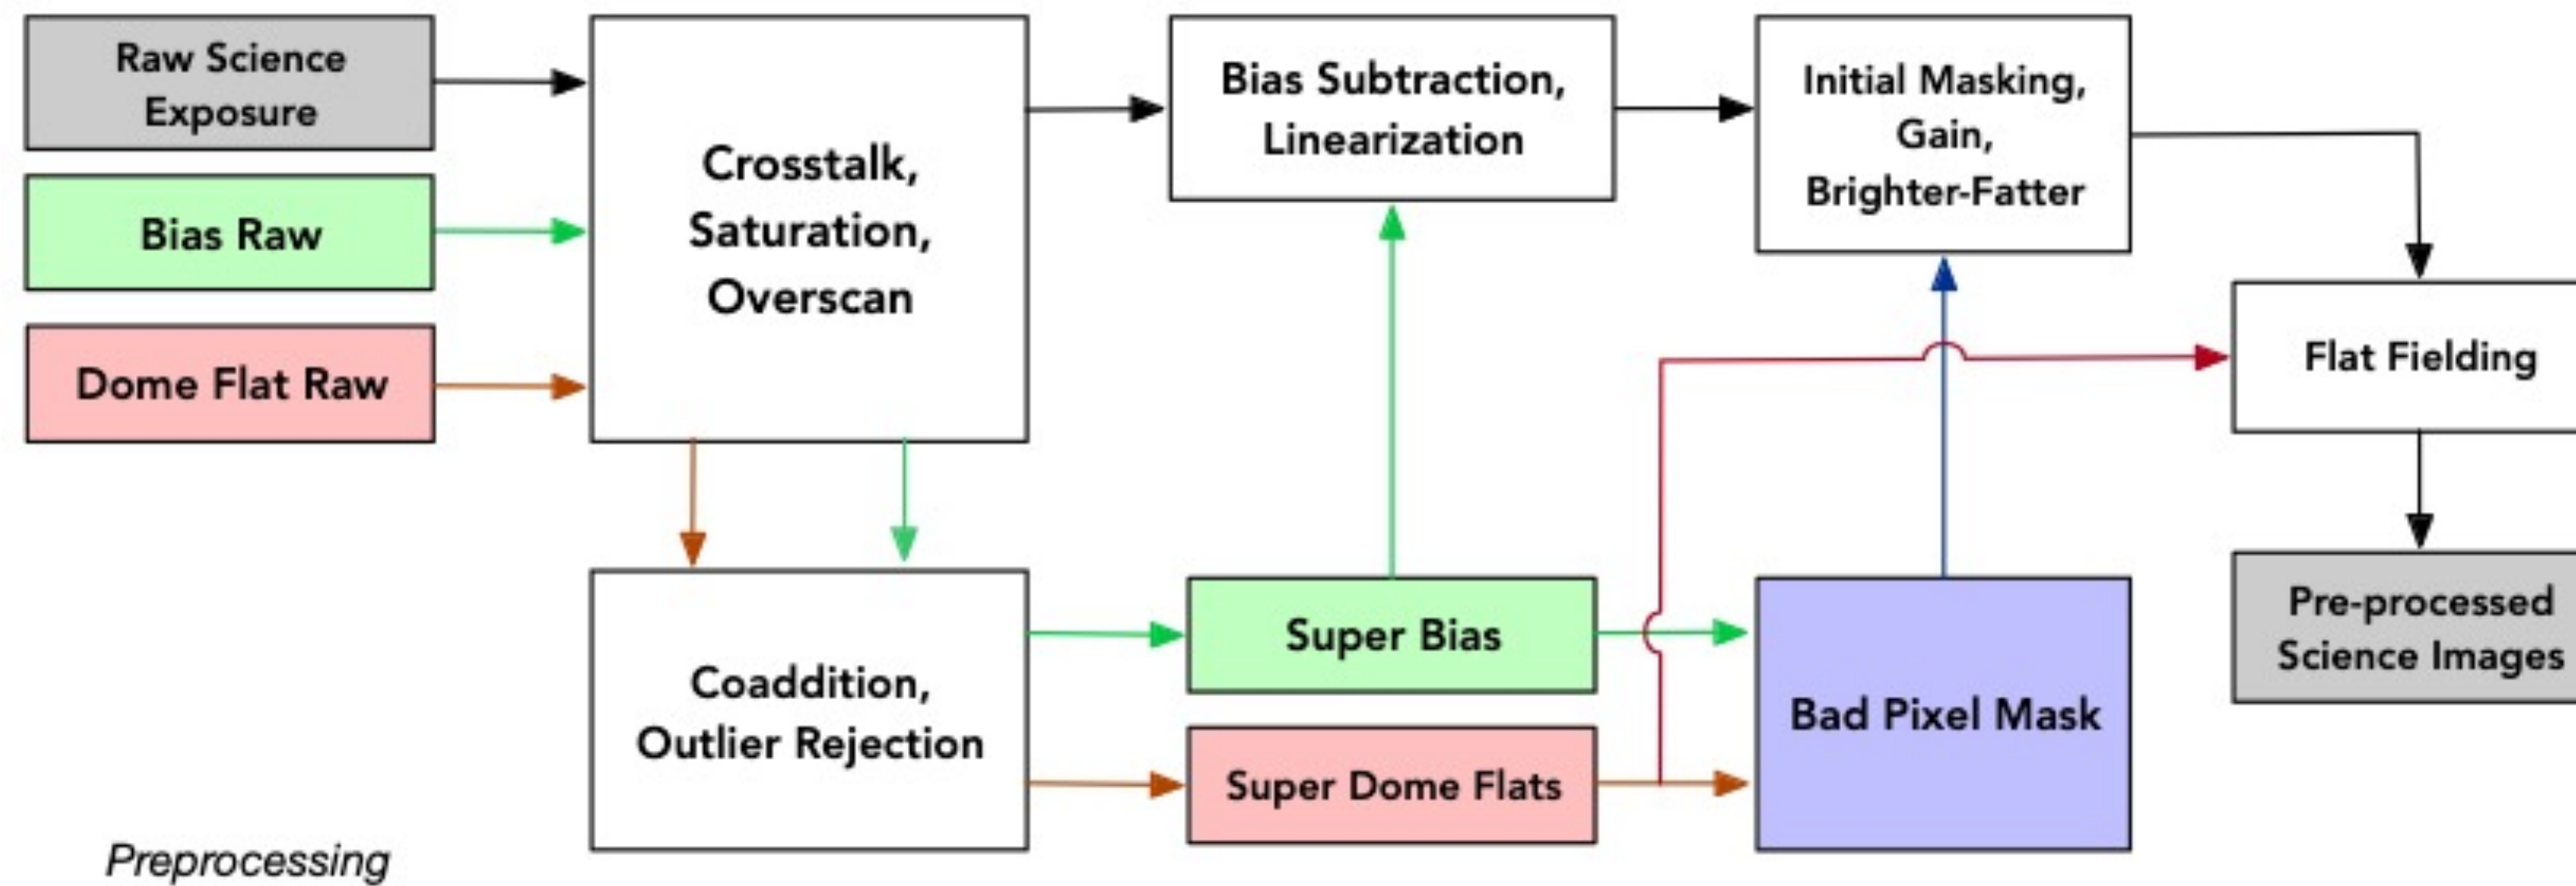 Raw Science
Exposure
Bias Raw
Dome Flat Raw
Crosstalk,
Saturation,
Overscan
Bias Subtraction,
Linearization
Initial Masking,
Gain,
Brighter-Fatter
Flat Fielding
Pre-processed
Science Images
Coaddition,
Outlier Rejection
Super Bias
Super Dome Flats
Bad Pixel Mask
Preprocessing